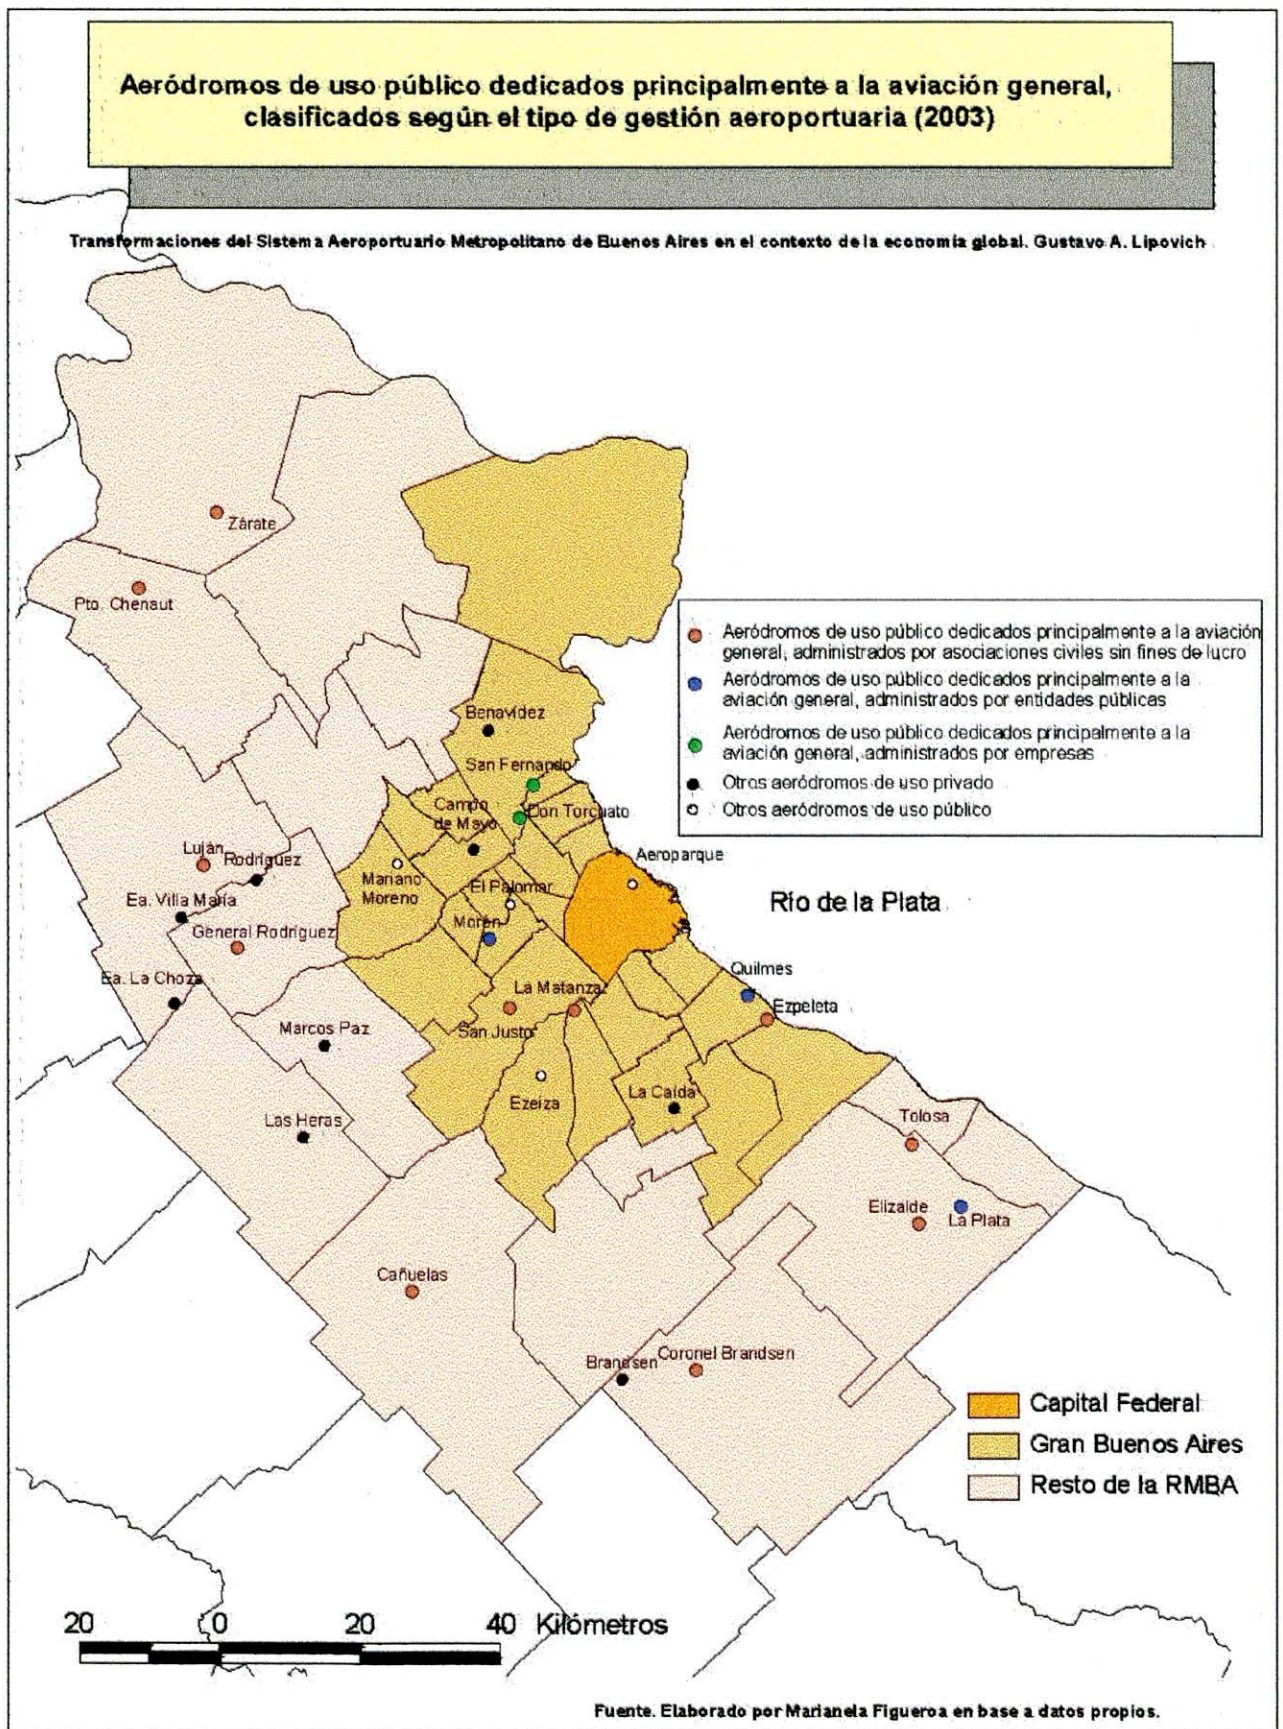 Aeródromos de uso público dedicados principalmente a la aviación general,
clasificados según el tipo de gestión aeroportuaria (2003)
Transformaciones del Sistema Aeroportuario Metropolitano de Buenos Aires en el contexto de la economía global. Gustavo A. Lipovich
Zárate
Pto. Chenaut
Aeródromos de uso público dedicados principalmente a la aviación
general, administrados por asociaciones civiles sin fines de lucro
Aeródromos de uso público dedicados principalmente a la
aviación general, administrados por entidades públicas
Aeródromos de uso público dedicados principalmente a la
aviación general, administrados por empresas
Otros aeródromos de uso privado
Otros aeródromos de uso público
Benavídez
San Fernando
Campo
de Mayo
Don Torcuato
Aeroparque
Luján
Rodríguez
Mariano
Moreno
El Palomar
Ea. Villa María
Río de la Plata
General Rodríguez
Morón
Quilmes
Ea. La Choza
La Matanza
Ezpeleta
Marcos Paz
San Justo
Ezeiza
La Caída
Las Heras
Tolosa
Elizalde
La Plata
Cañuelas
Brandsen
Coronel Brandsen
Capital Federal
Gran Buenos Aires
Resto de la RMBA
20 0 20 40 Kilómetros
Fuente. Elaborado por Marianela Figueroa en base a datos propios.